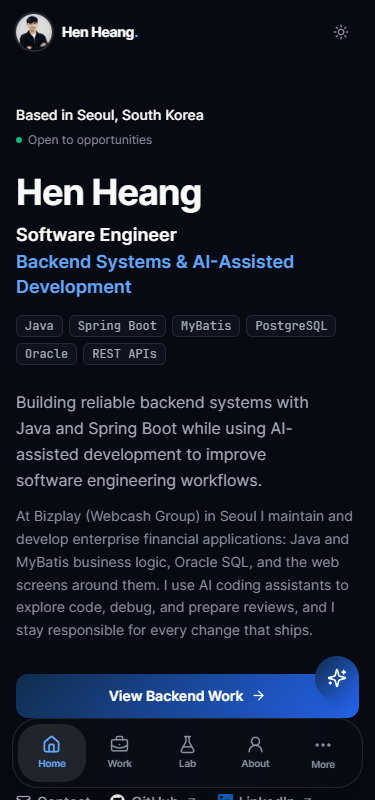 Hen Heang.
Based in Seoul, South Korea
Open to opportunities
Hen Heang
Software Engineer
Backend Systems & AI-Assisted
Development
Java Spring Boot MyBatis PostgreSQL
Oracle REST APIs
Building reliable backend systems with
Java and Spring Boot while using AI-
assisted development to improve
software engineering workflows.
At Bizplay (Webcash Group) in Seoul I maintain and
develop enterprise financial applications: Java and
MyBatis business logic, Oracle SQL, and the web
screens around them. I use AI coding assistants to
explore code, debug, and prepare reviews, and I
stay responsible for every change that ships.
View Backend Work →
Home Work Lab About More
Contact GitHub LinkedIn